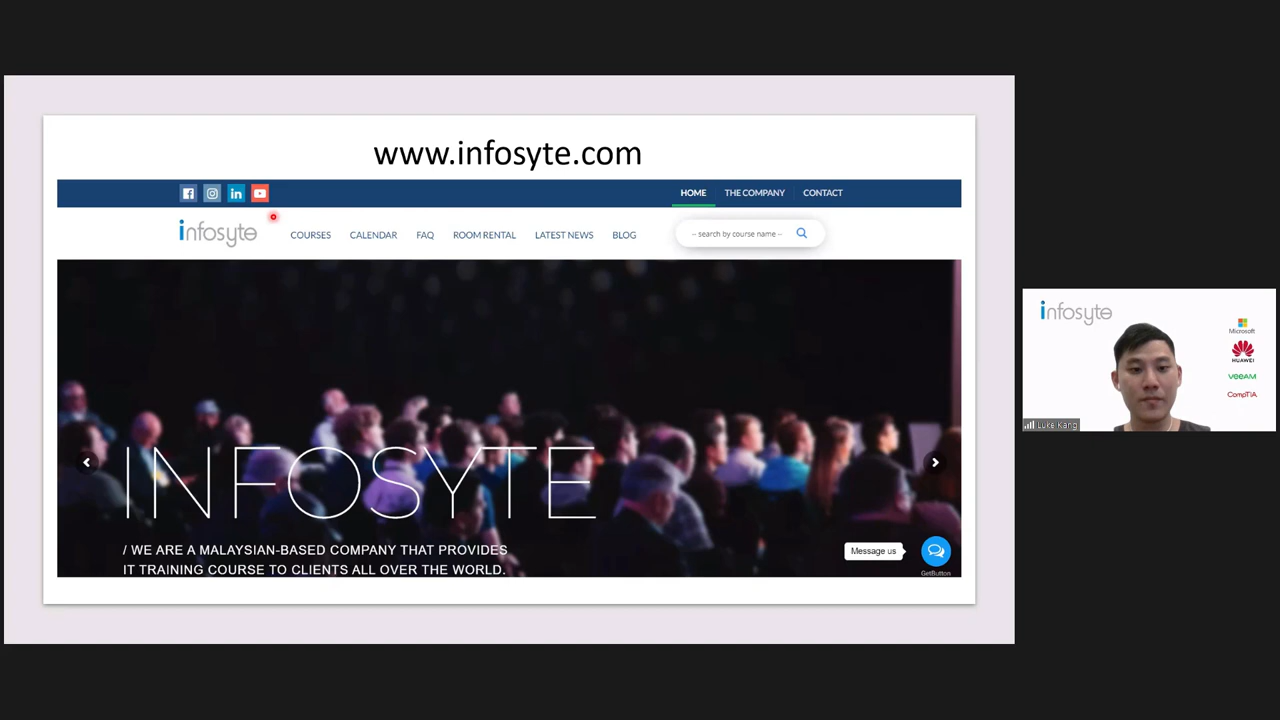 www.infosyte.com
HOME THE COMPANY CONTACT
infosyte COURSES CALENDAR FAQ ROOM RENTAL LATEST NEWS BLOG -- search by course name --
INFOSYTE
/ WE ARE A MALAYSIAN-BASED COMPANY THAT PROVIDES
IT TRAINING COURSE TO CLIENTS ALL OVER THE WORLD.
Message us
GetButton
infosyte
Microsoft
HUAWEI
veeAM
CompTIA
Luke Kang